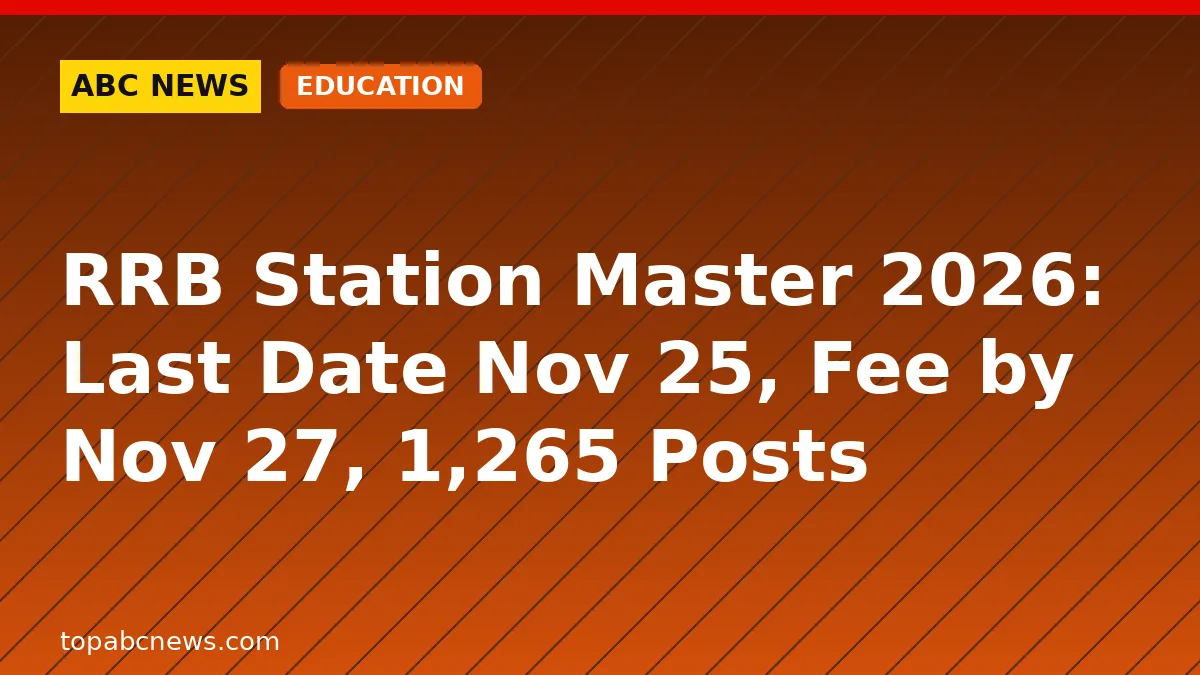 ABC NEWS
EDUCATION
RRB Station Master 2026:
Last Date Nov 25, Fee by
Nov 27, 1,265 Posts
topabcnews.com